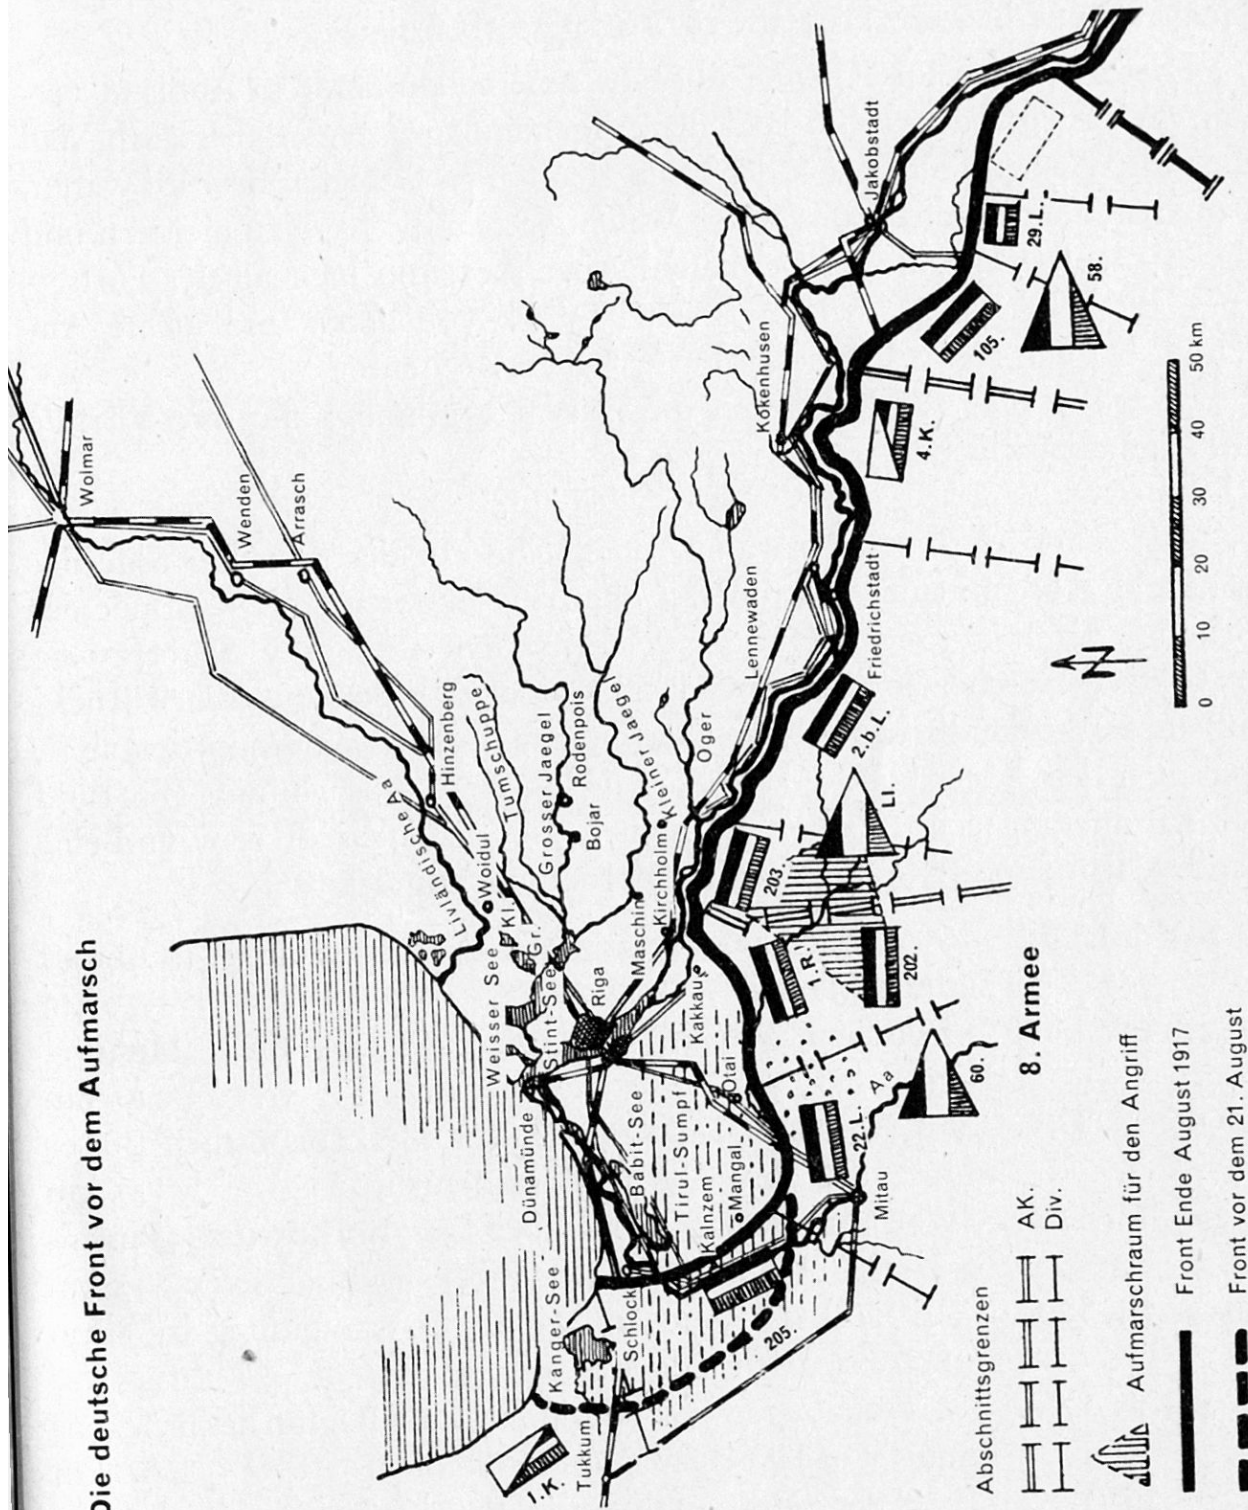 Die deutsche Front vor dem Aufmarsch
Wolmar
Wenden
Arrasch
Livländische Aa
Hinzenberg
Woidul
Tumschuppe
Weisser See
Kl.
Gr.
Stint-See
Grosser Jaegel
Rodenpois
Bojar
Kleiner Jaegel
Riga
Maschin
Kirchholm
Oger
Lennewaden
Kokenhusen
Jakobstadt
Friedrichstadt
Dünamünde
Babit-See
Tirul-Sumpf
Kakkaup
Olai
Kanger-See
Schlock
Kalnzem
Mangal
Mitau
Aa
Tukkum
1.K.
205.
22.L.
60.
1.R.
202.
203.
LI.
2.b.L.
4.K.
105.
58.
29.L.
8. Armee
Abschnittsgrenzen
AK.
Div.
Aufmarschraum für den Angriff
Front Ende August 1917
Front vor dem 21. August
N
0 10 20 30 40 50 km